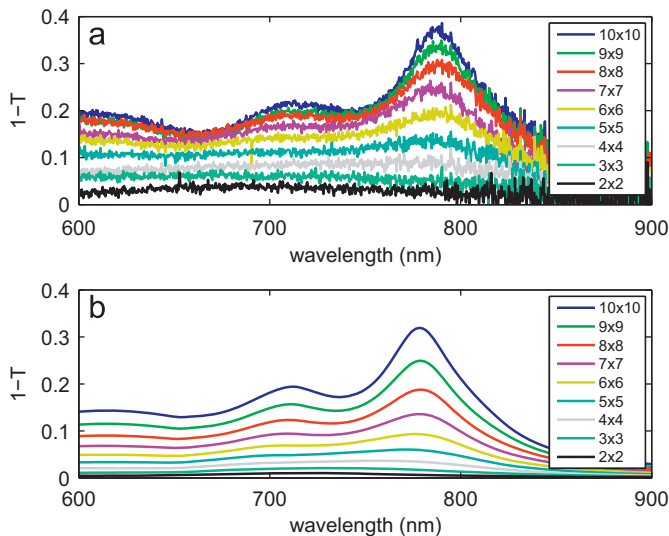 a
0.4
0.3
0.2
0.1
0
1−T
600
700
800
900
wavelength (nm)
10x10
9x9
8x8
7x7
6x6
5x5
4x4
3x3
2x2
b
0.4
0.3
0.2
0.1
0
1−T
600
700
800
900
wavelength (nm)
10x10
9x9
8x8
7x7
6x6
5x5
4x4
3x3
2x2